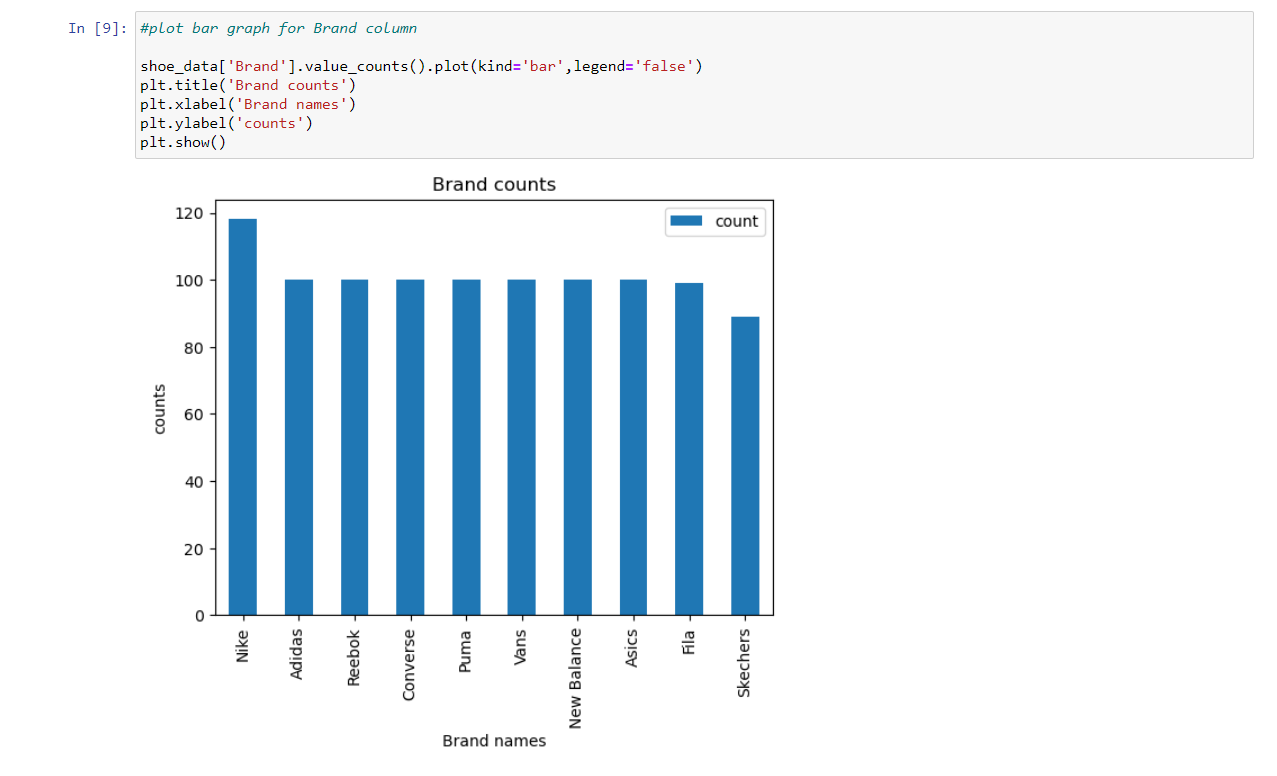 In [9]: #plot bar graph for Brand column
shoe_data['Brand'].value_counts().plot(kind='bar',legend='false')
plt.title('Brand counts')
plt.xlabel('Brand names')
plt.ylabel('counts')
plt.show()
Brand counts
count
120
100
80
60
40
20
0
counts
Nike
Adidas
Reebok
Converse
Puma
Vans
New Balance
Asics
Fila
Skechers
Brand names